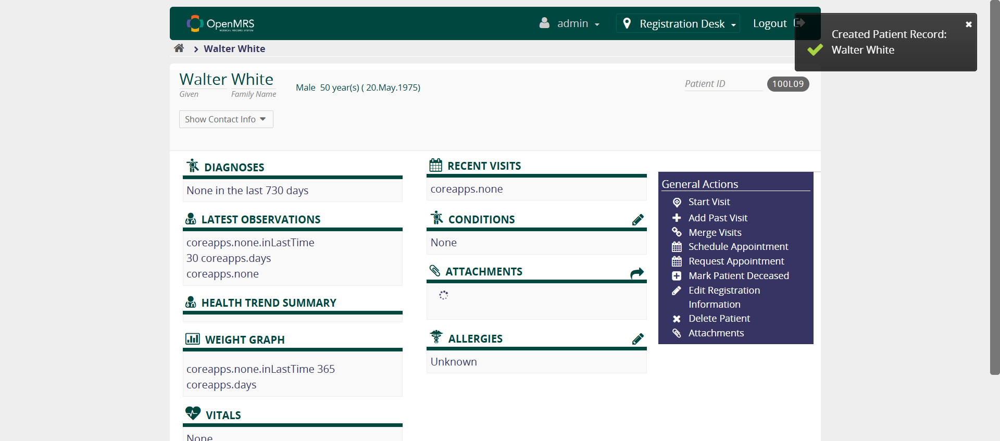 OpenMRS
MEDICAL RECORD SYSTEM
admin
Registration Desk
Logout
Created Patient Record:
Walter White
Walter White
Walter White
Given Family Name
Male 50 year(s) ( 20.May.1975)
Patient ID 100L09
Show Contact Info
DIAGNOSES
None in the last 730 days
LATEST OBSERVATIONS
coreapps.none.inLastTime
30 coreapps.days
coreapps.none
HEALTH TREND SUMMARY
WEIGHT GRAPH
coreapps.none.inLastTime 365
coreapps.days
VITALS
None
RECENT VISITS
coreapps.none
CONDITIONS
None
ATTACHMENTS
ALLERGIES
Unknown
General Actions
Start Visit
Add Past Visit
Merge Visits
Schedule Appointment
Request Appointment
Mark Patient Deceased
Edit Registration
Information
Delete Patient
Attachments